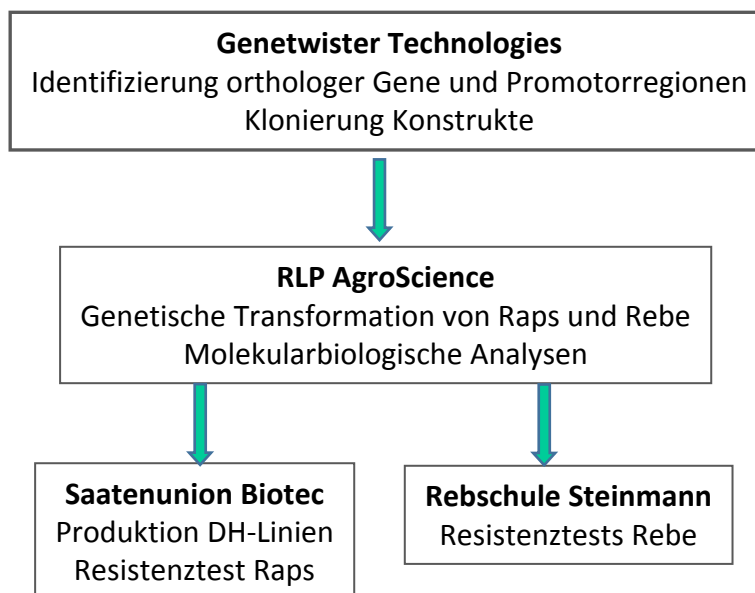 Genetwister Technologies
Identifizierung orthologer Gene und Promotorregionen
Klonierung Konstrukte
RLP AgroScience
Genetische Transformation von Raps und Rebe
Molekularbiologische Analysen
Saatenunion Biotec
Produktion DH-Linien
Resistenztest Raps
Rebschule Steinmann
Resistenztests Rebe